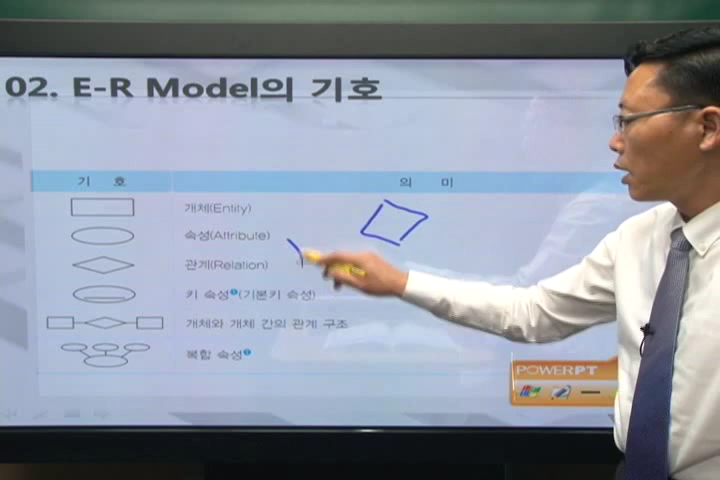 02. E-R Model의 기호
기 호 의 미
개체(Entity)
속성(Attribute)
관계(Relation)
키 속성(기본키 속성)
개체와 개체 간의 관계 구조
복합 속성
POWERPT